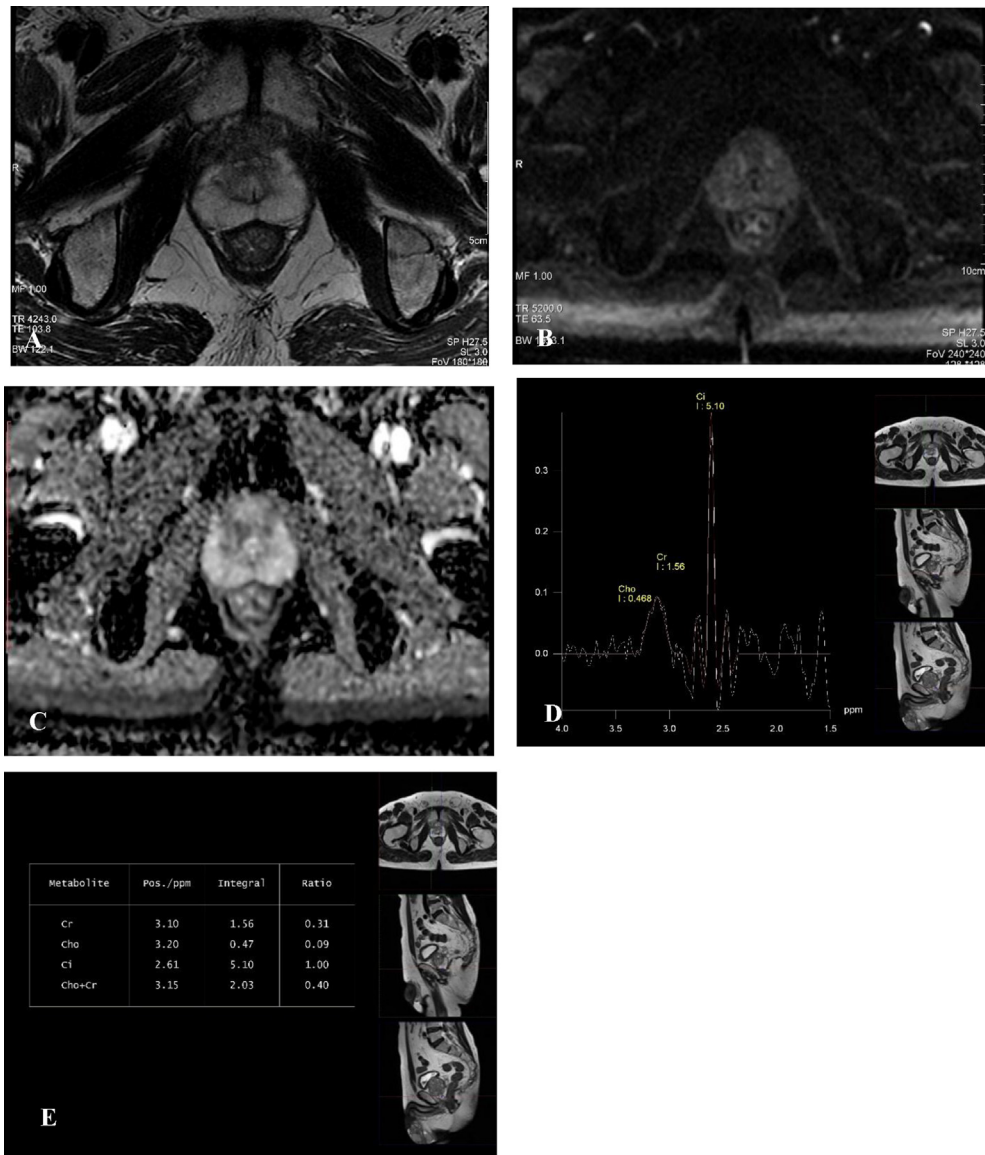 R
5cm
MF 1.00
TR 4243.0
TE 103.8
BW 122.1
A
SP H27.5
SL 3.0
FoV 180*180
R
10cm
MF 1.00
TR 5200.0
TE 63.5
B
SP H27.5
SL 3.0
FoV 240*240
128 *128
C
Ci
I : 5.10
0.3
0.2
Cr
I : 1.56
Cho
I : 0.468
0.1
0.0
ppm
4.0 3.5 3.0 2.5 2.0 1.5
D
Metabolite Pos./ppm Integral Ratio
Cr 3.10 1.56 0.31
Cho 3.20 0.47 0.09
Ci 2.61 5.10 1.00
Cho+Cr 3.15 2.03 0.40
E